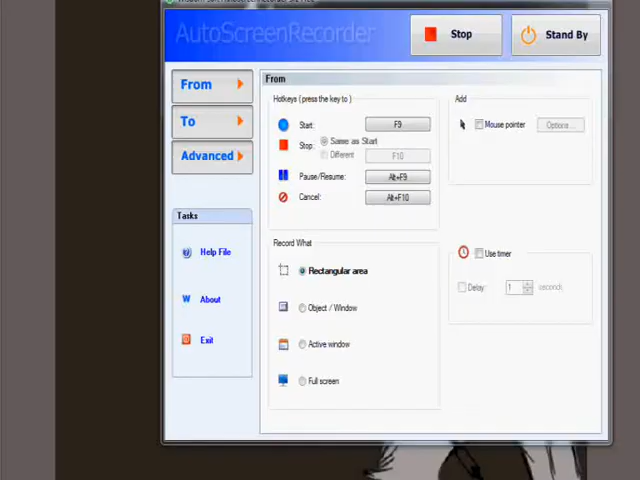 AutoScreenRecorder
Stop
Stand By
From
To
Advanced
Tasks
Help File
About
Exit
From
Hotkeys ( press the key to )
Start:
F9
Stop:
Same as Start
Different
F10
Pause/Resume:
Alt+F9
Cancel:
Alt+F10
Add
Mouse pointer
Options...
Record What
Rectangular area
Object / Window
Active window
Full screen
Use timer
Delay:
1
seconds,